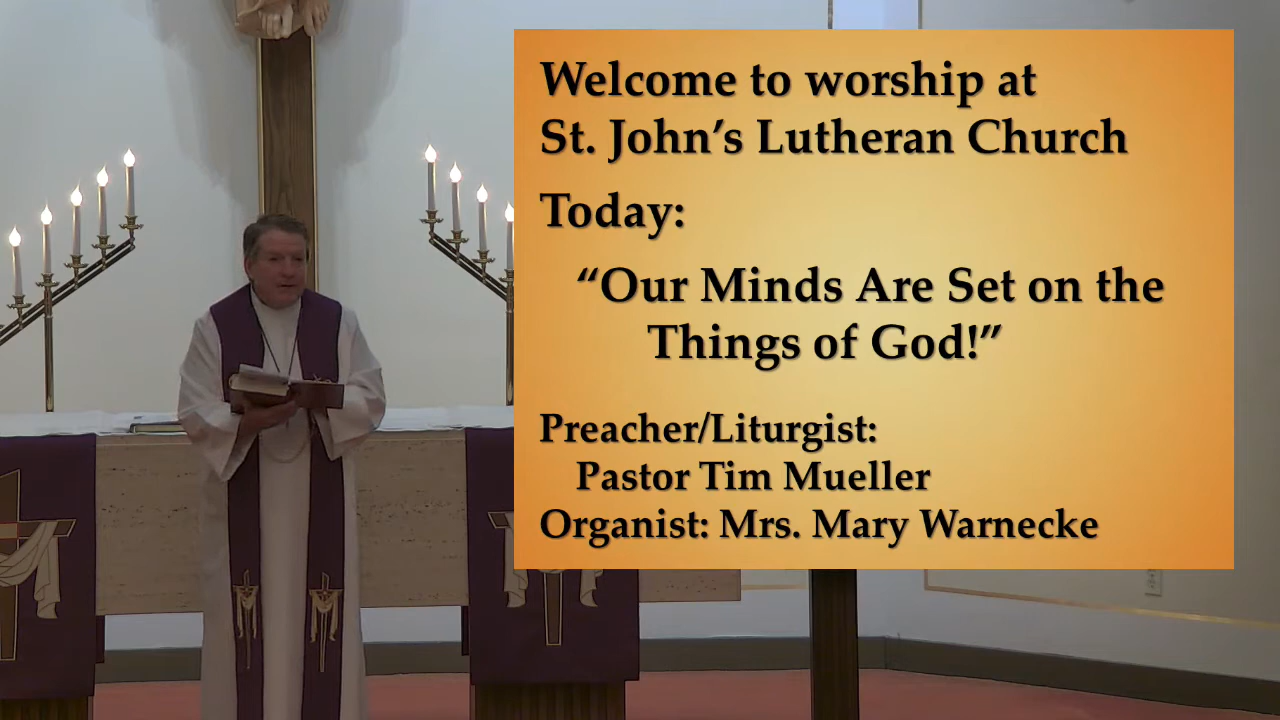 Welcome to worship at
St. John’s Lutheran Church
Today:
“Our Minds Are Set on the
Things of God!”
Preacher/Liturgist:
Pastor Tim Mueller
Organist: Mrs. Mary Warnecke